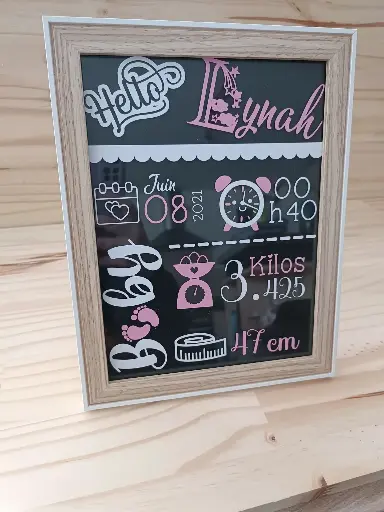 Hello
Lynah
Juin
08
2021
00
h40
Baby
3.
Kilos
425
47 cm